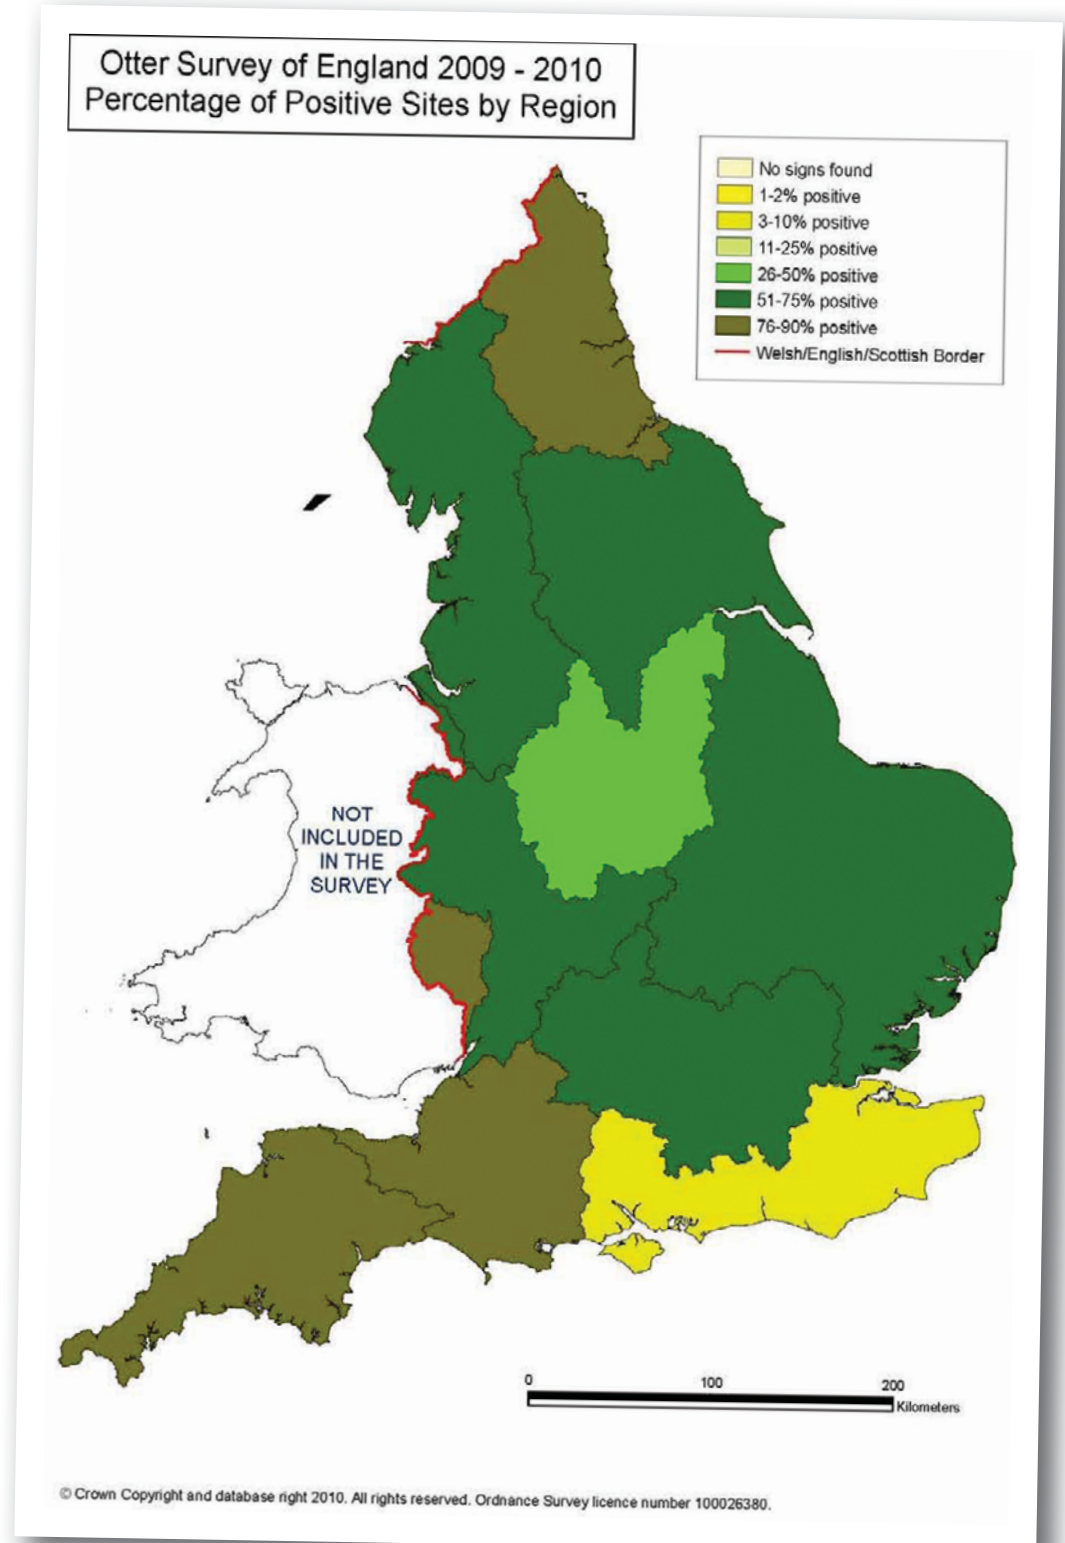 Otter Survey of England 2009 - 2010
Percentage of Positive Sites by Region
No signs found
1-2% positive
3-10% positive
11-25% positive
26-50% positive
51-75% positive
76-90% positive
Welsh/English/Scottish Border
NOT
INCLUDED
IN THE
SURVEY
0 100 200
Kilometers
© Crown Copyright and database right 2010. All rights reserved. Ordnance Survey licence number 100026380.